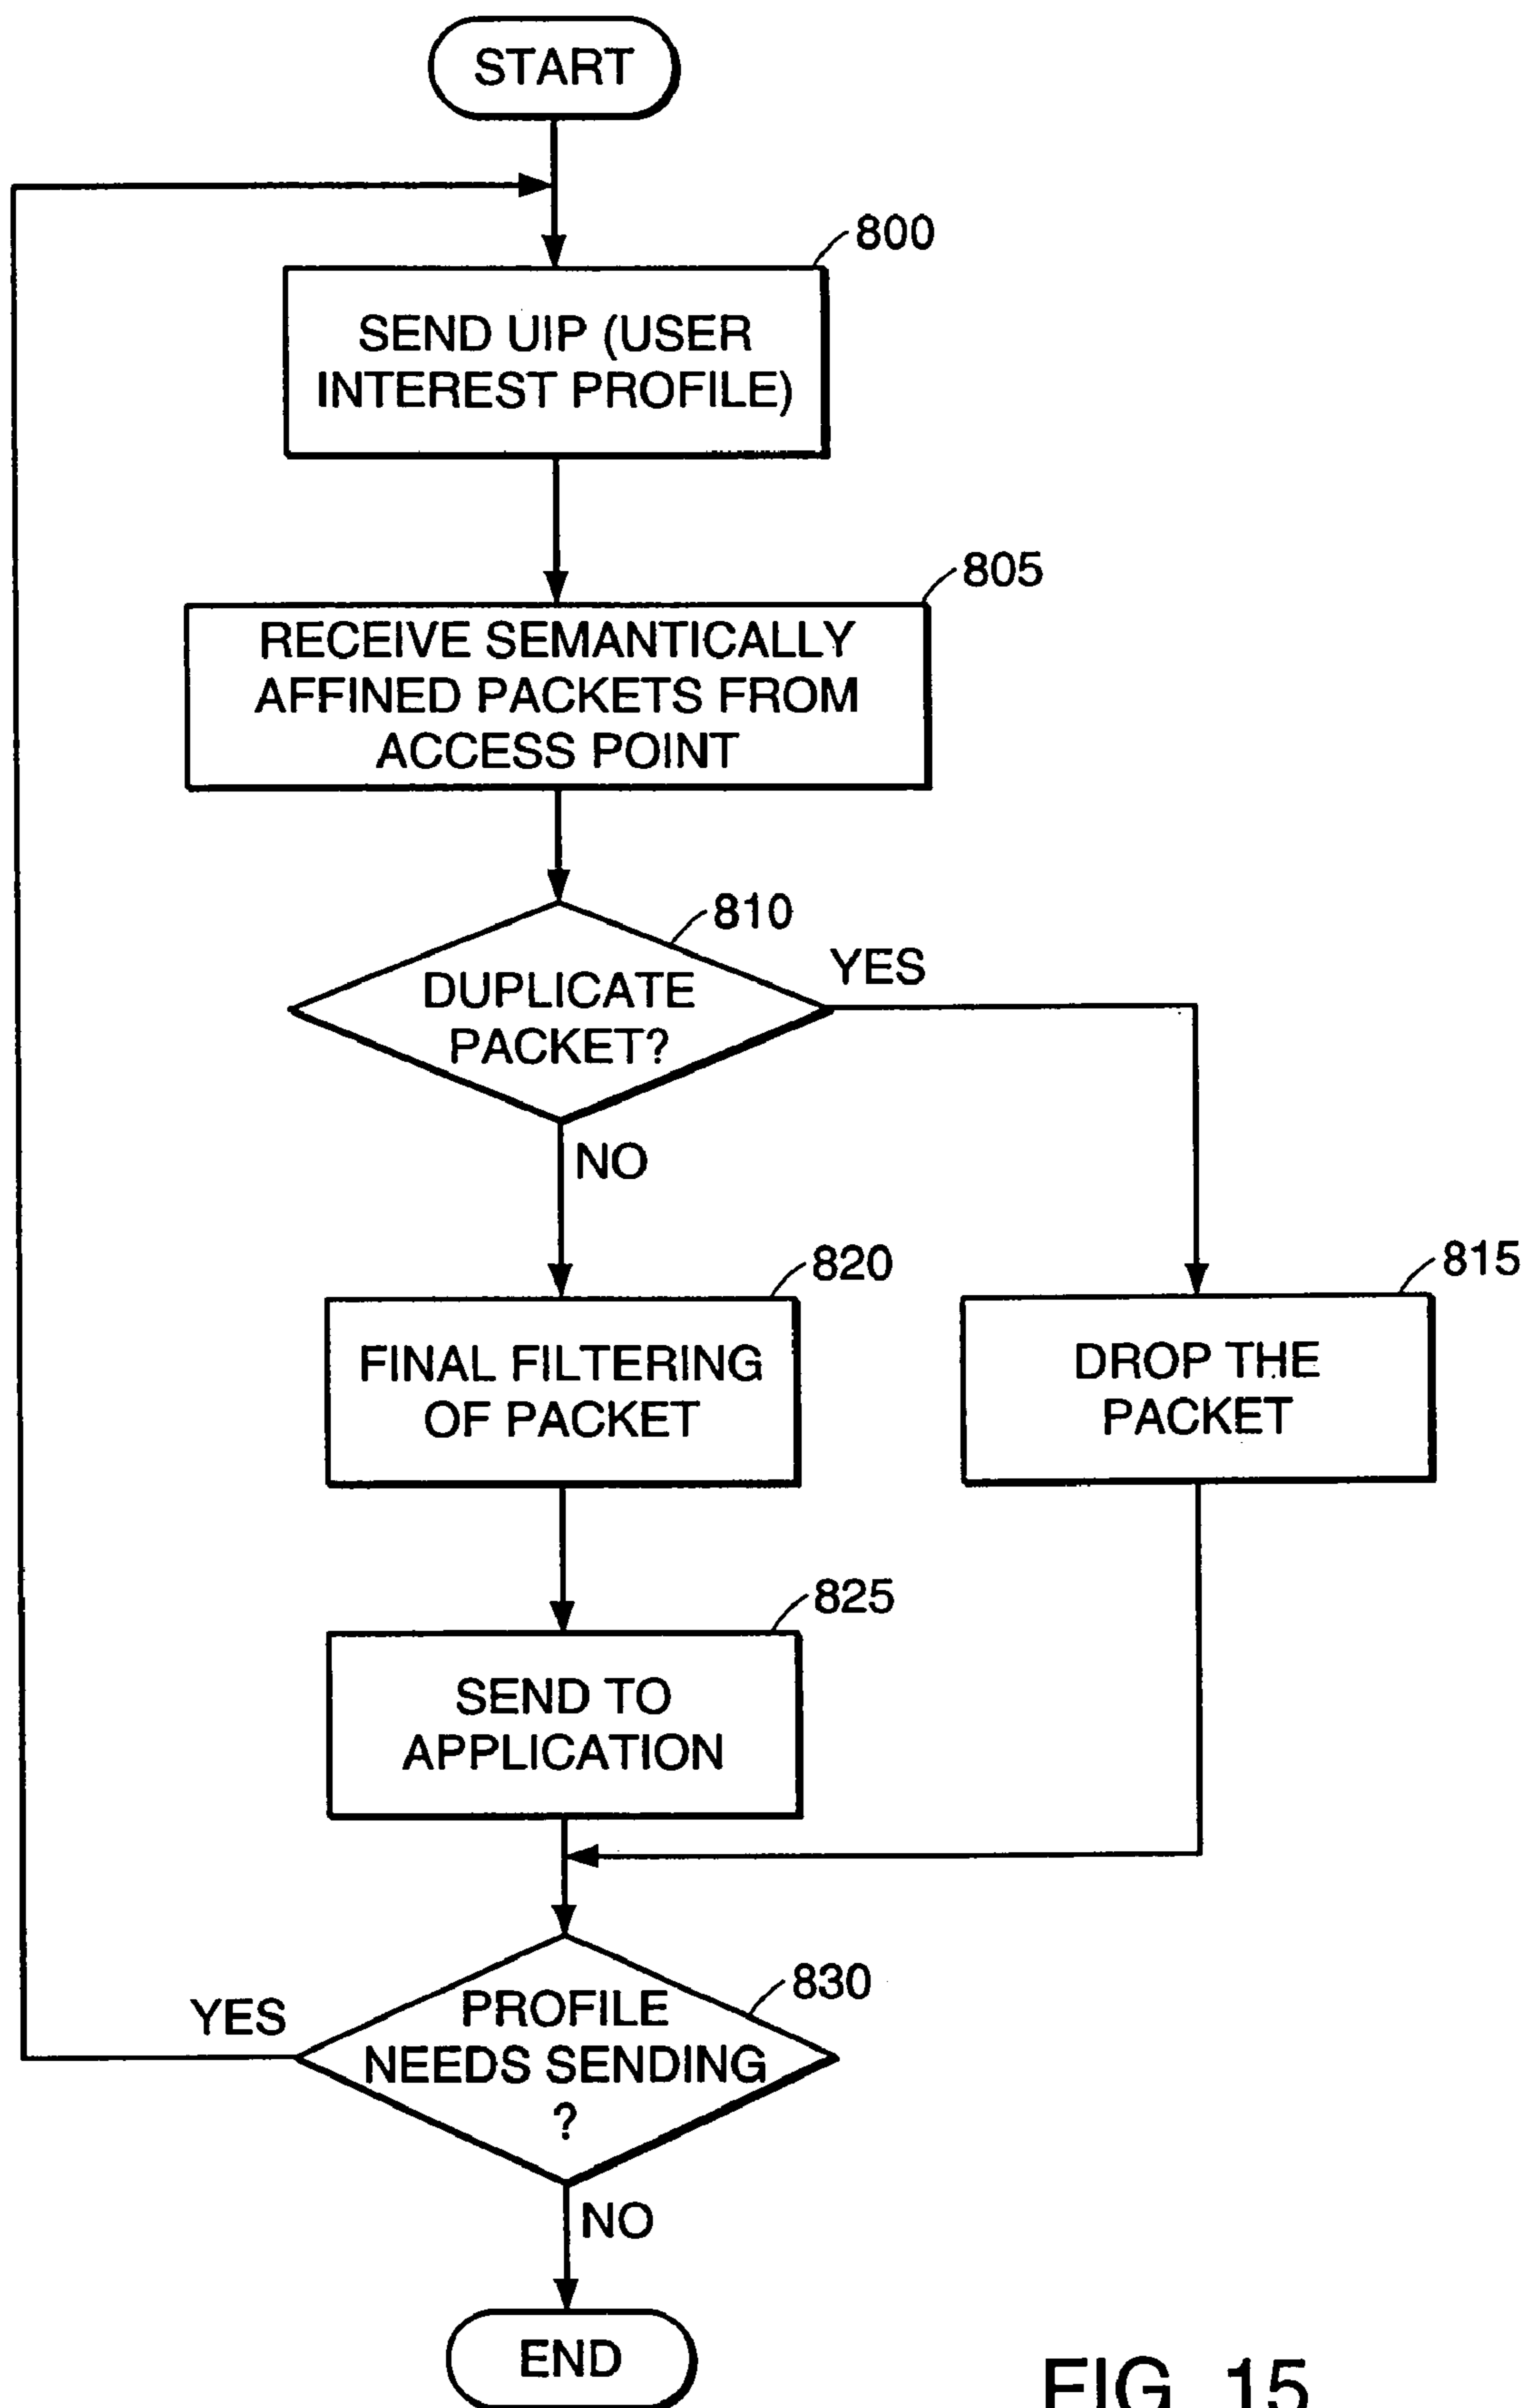 START
800
SEND UIP (USER
INTEREST PROFILE)
805
RECEIVE SEMANTICALLY
AFFINED PACKETS FROM
ACCESS POINT
810
DUPLICATE
PACKET?
YES
NO
820
FINAL FILTERING
OF PACKET
815
DROP THE
PACKET
825
SEND TO
APPLICATION
830
PROFILE
NEEDS SENDING
?
YES
NO
END
FIG. 15